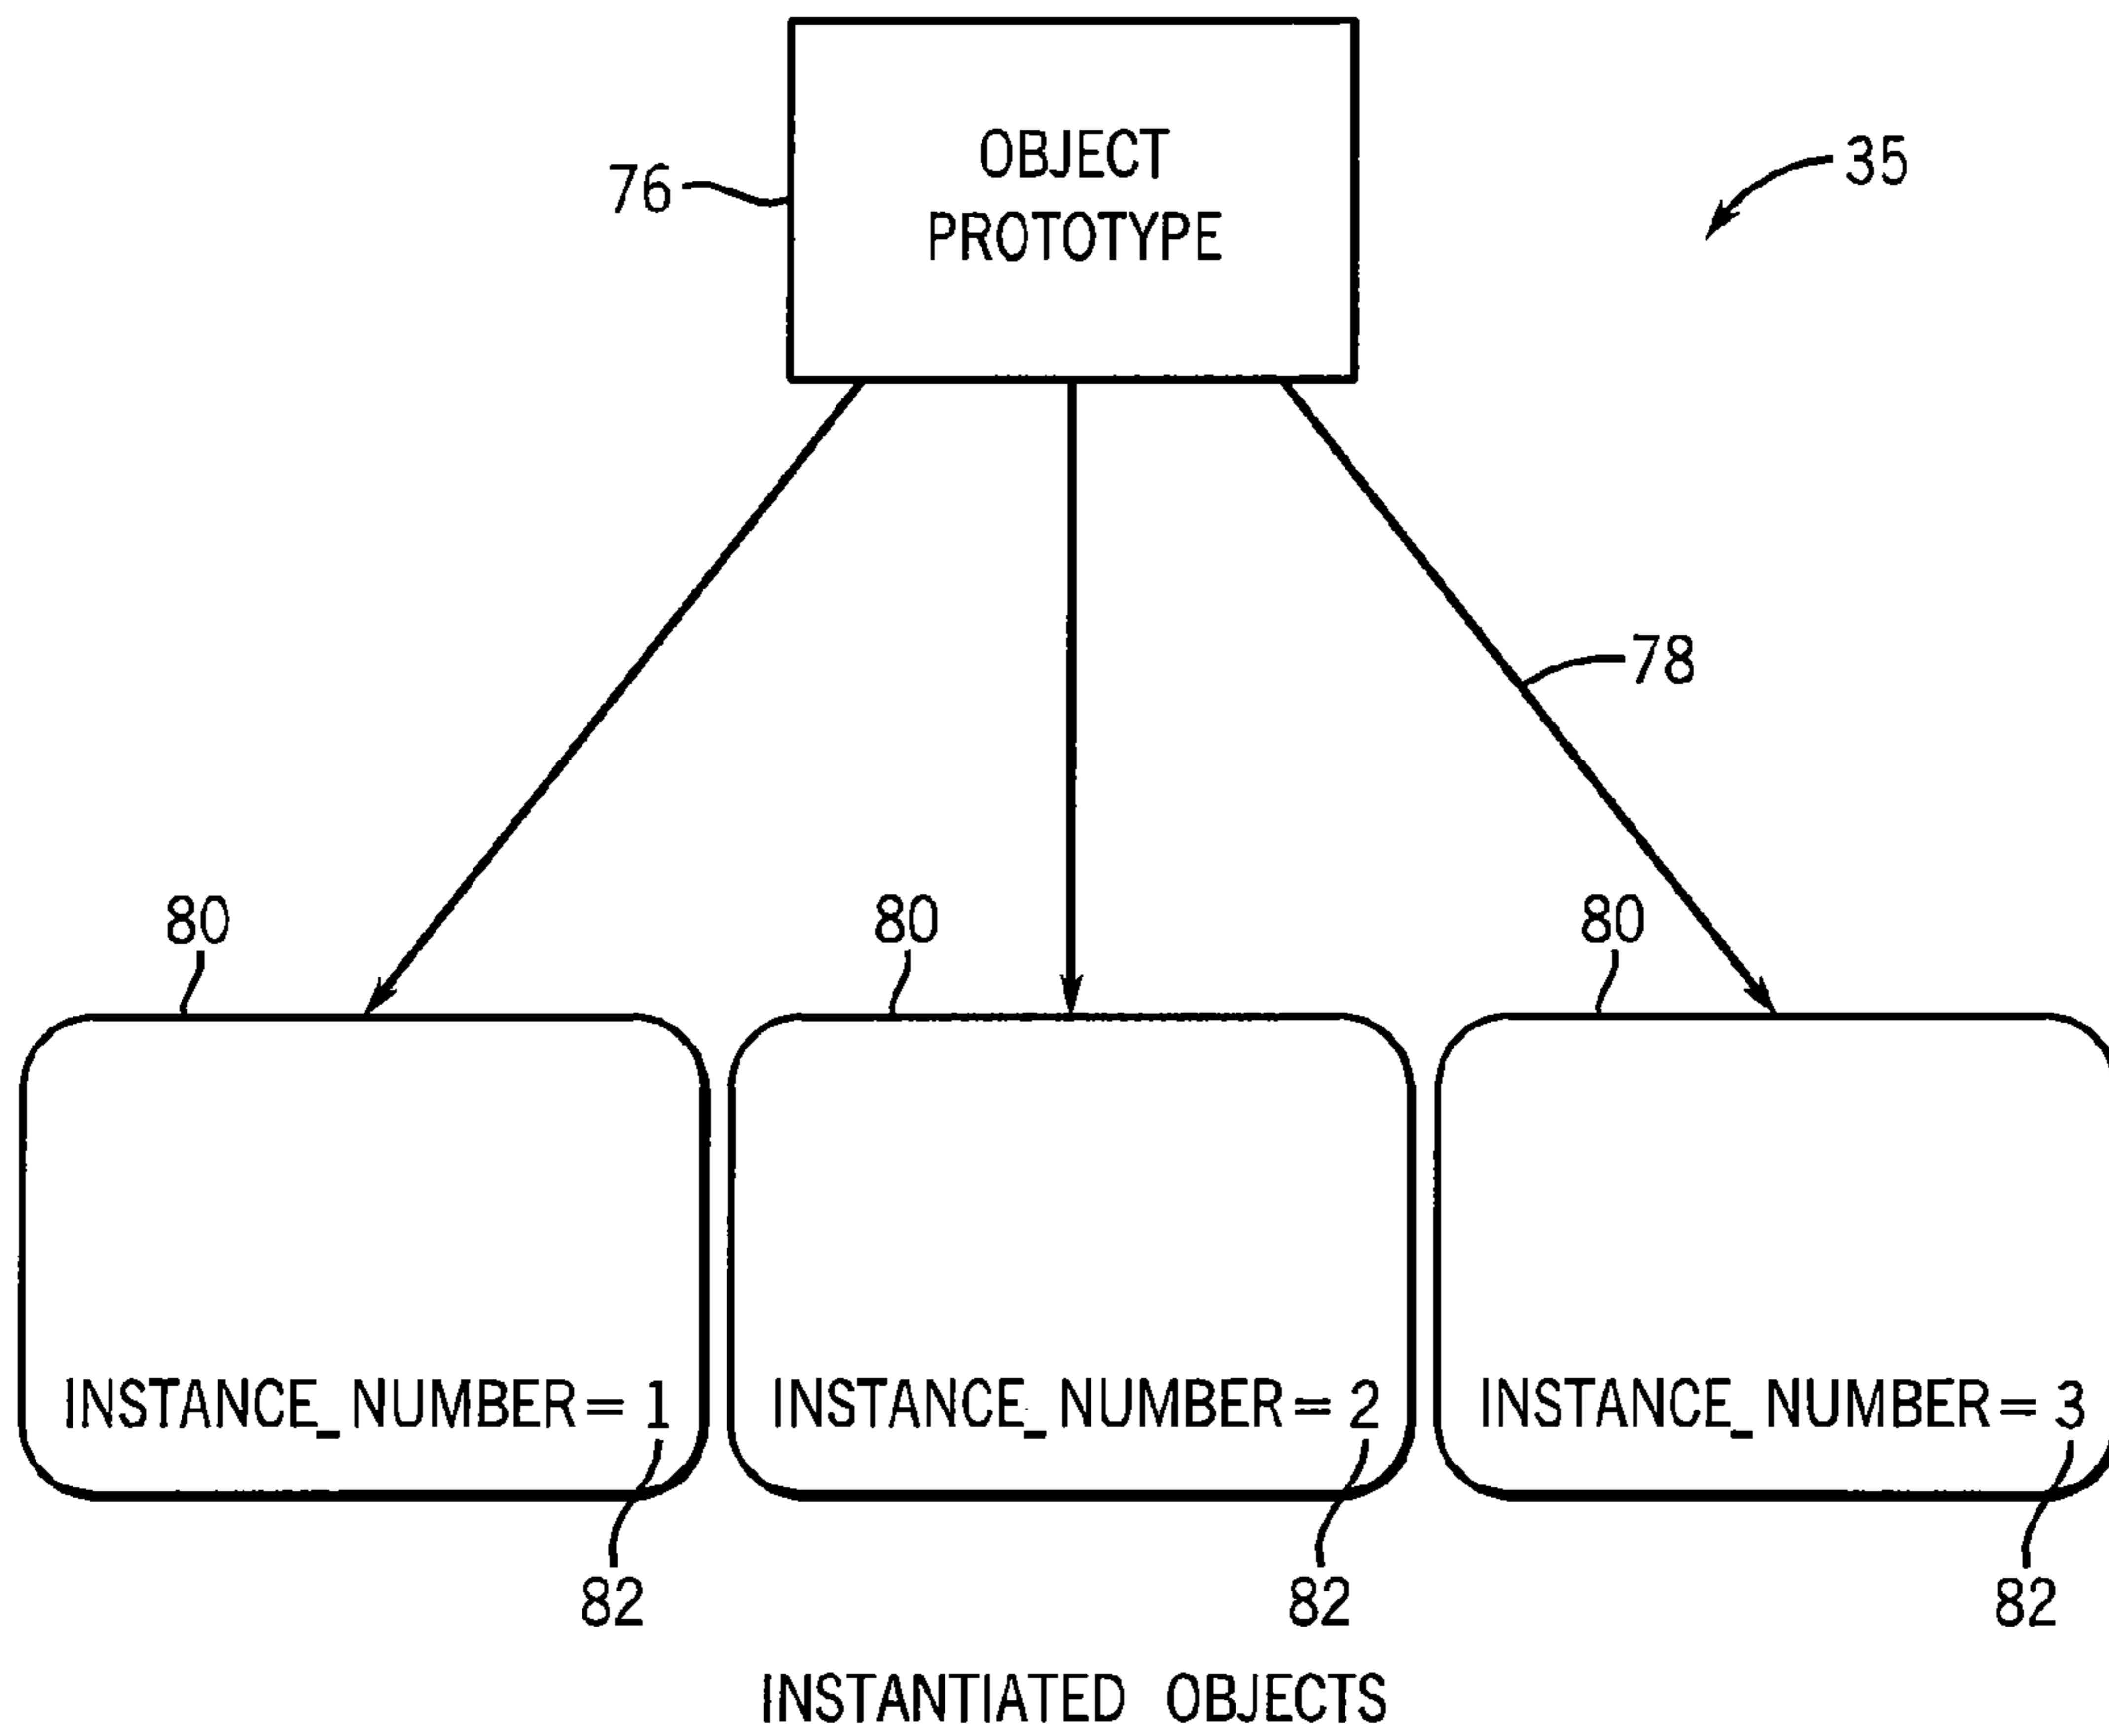 OBJECT
PROTOTYPE
76
35
78
80
80
80
INSTANCE_NUMBER = 1
INSTANCE_NUMBER = 2
INSTANCE_NUMBER = 3
82
82
82
INSTANTIATED OBJECTS